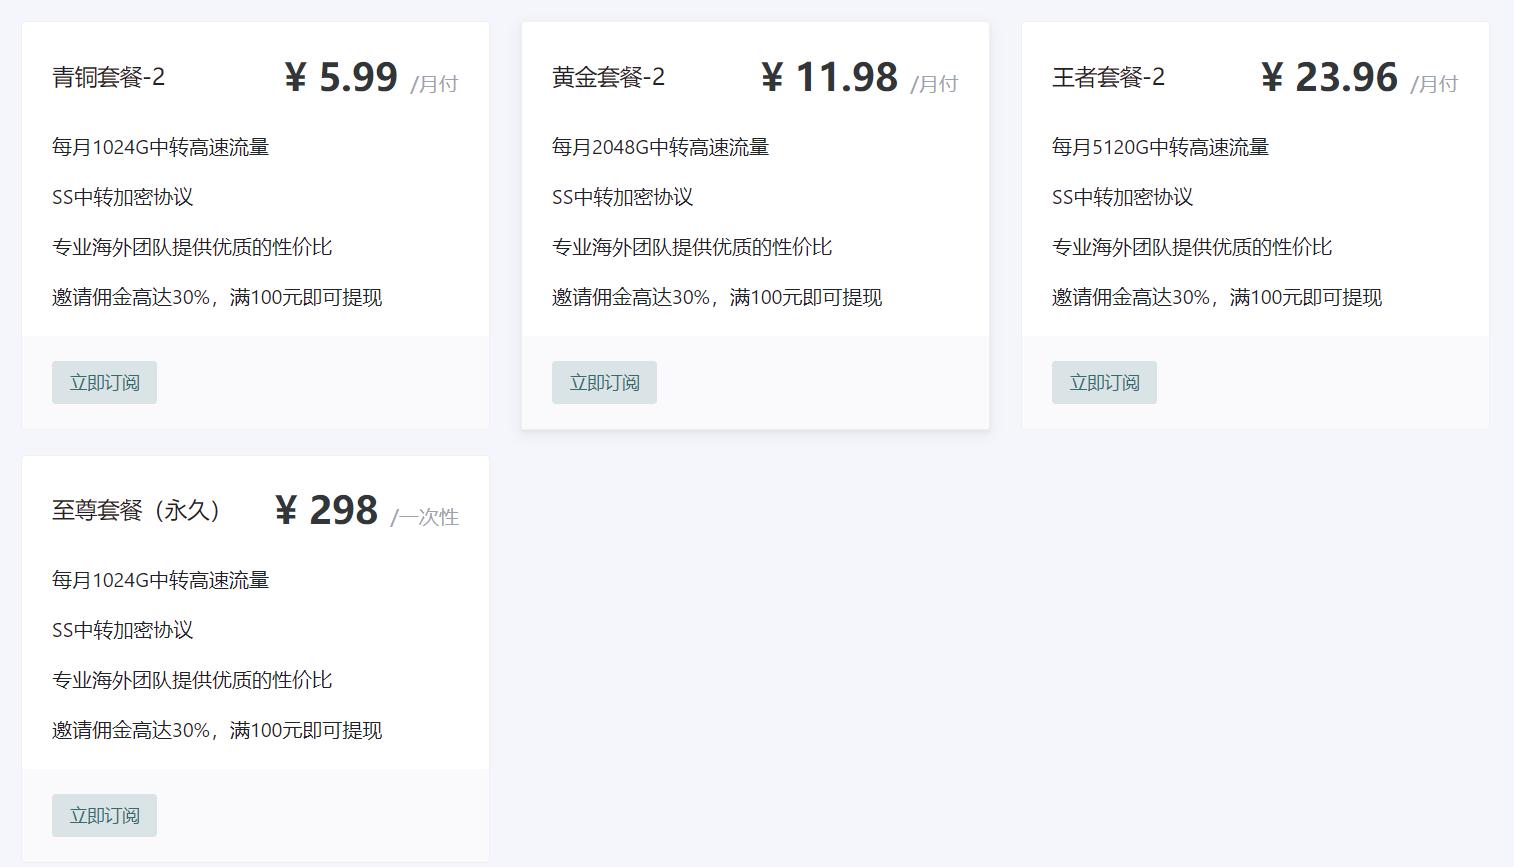 青铜套餐-2
¥ 5.99 /月付
每月1024G中转高速流量
SS中转加密协议
专业海外团队提供优质的性价比
邀请佣金高达30%，满100元即可提现
立即订阅
黄金套餐-2
¥ 11.98 /月付
每月2048G中转高速流量
SS中转加密协议
专业海外团队提供优质的性价比
邀请佣金高达30%，满100元即可提现
立即订阅
王者套餐-2
¥ 23.96 /月付
每月5120G中转高速流量
SS中转加密协议
专业海外团队提供优质的性价比
邀请佣金高达30%，满100元即可提现
立即订阅
至尊套餐（永久）
¥ 298 /一次性
每月1024G中转高速流量
SS中转加密协议
专业海外团队提供优质的性价比
邀请佣金高达30%，满100元即可提现
立即订阅